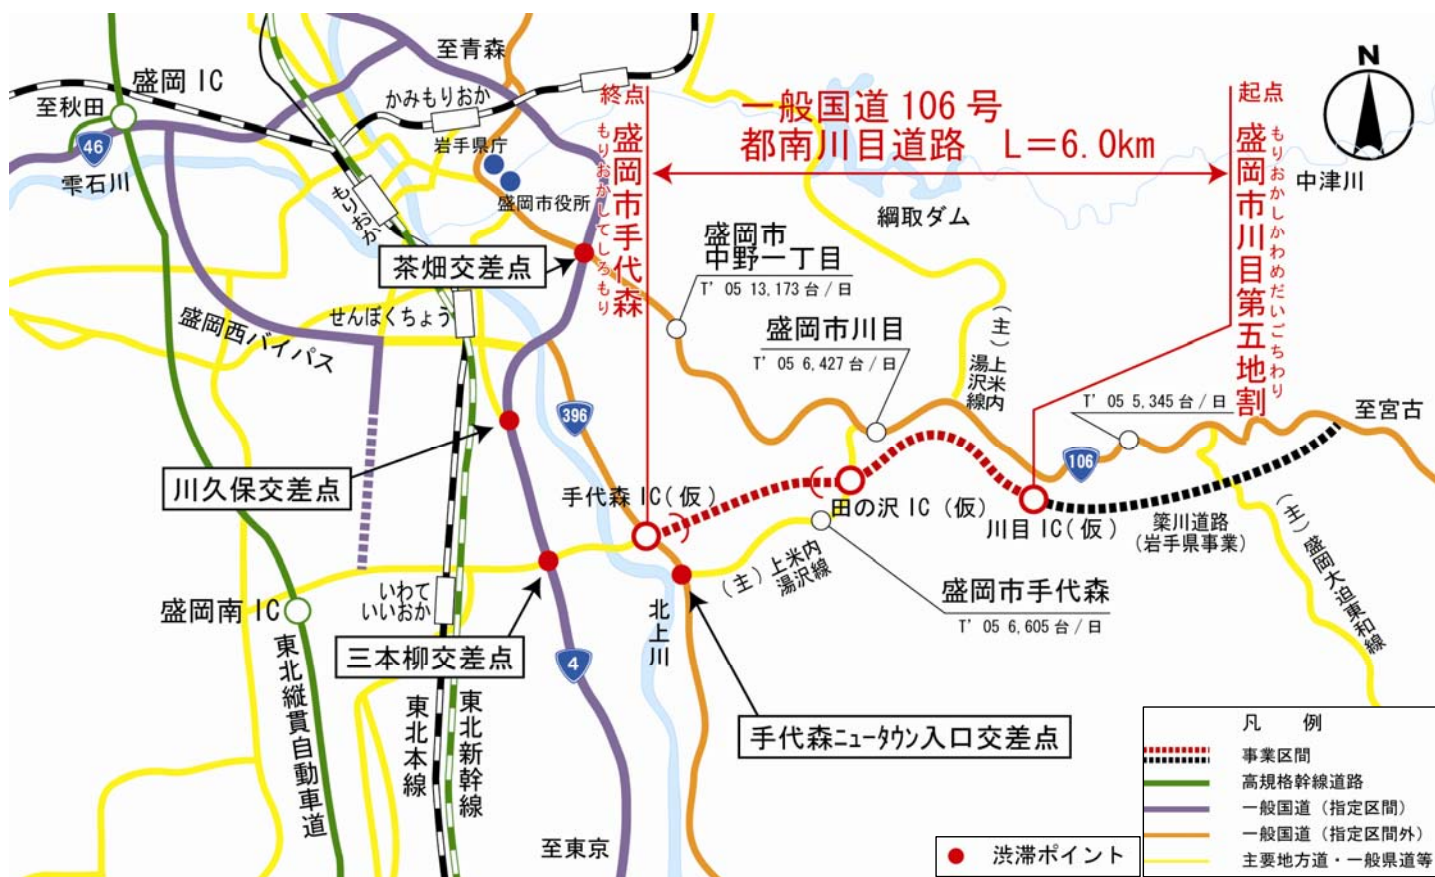 至青森
盛岡 IC
至秋田
かみもりおか
岩手県庁
盛岡市役所
46
雫石川
もりおか
終点
盛岡市手代森
もりおかしてしろもり
一般国道 106 号
都南川目道路 L=6.0km
起点
盛岡市川目第五地割
もりおかしかわめだいごちわり
N
中津川
綱取ダム
茶畑交差点
盛岡市
中野一丁目
T' 05 13,173 台 / 日
せんぼくちょう
盛岡西バイパス
盛岡市川目
T' 05 6,427 台 / 日
(主)上米内
湯沢線
T' 05 5,345 台 / 日
至宮古
396
106
川久保交差点
手代森 IC(仮)
田の沢 IC (仮)
川目 IC(仮)
簗川道路
(岩手県事業)
(主)盛岡大迫東和線
(主)上米内
湯沢線
盛岡市手代森
T' 05 6,605 台 / 日
盛岡南 IC
いわて
いいおか
三本柳交差点
4
北上川
東北縦貫自動車道
東北本線
東北新幹線
手代森ﾆｭｰﾀｳﾝ入口交差点
至東京
渋滞ポイント
凡 例
事業区間
高規格幹線道路
一般国道（指定区間）
一般国道（指定区間外）
主要地方道・一般県道等